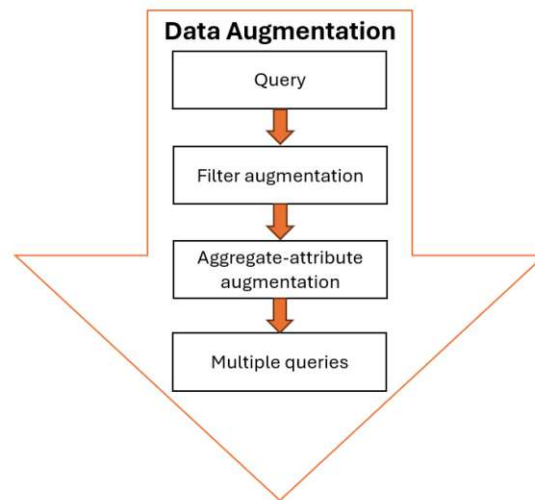 Data Augmentation
Query
Filter augmentation
Aggregate-attribute
augmentation
Multiple queries